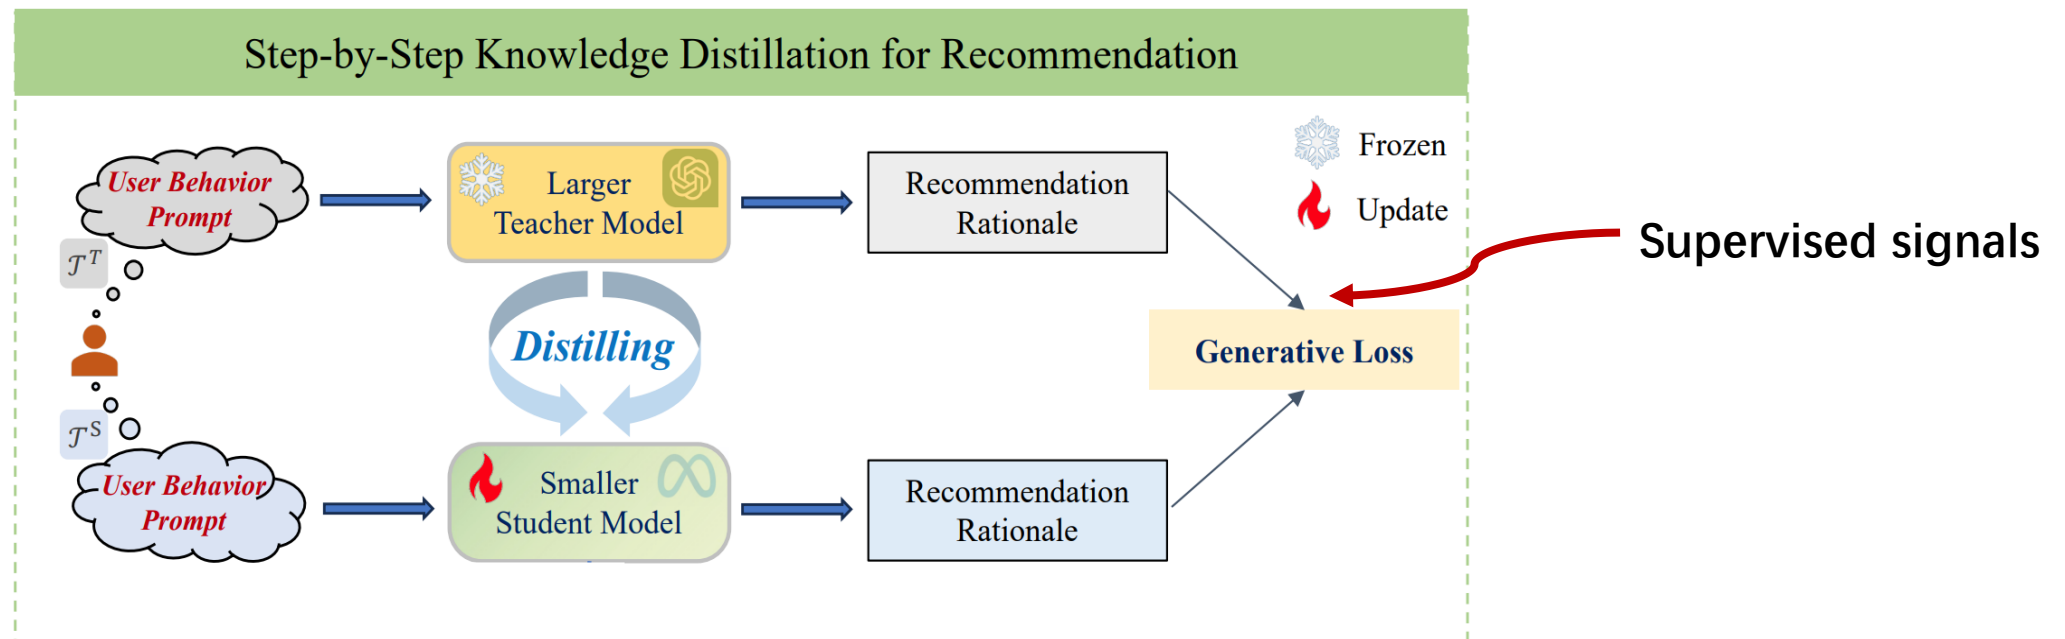 Step-by-Step Knowledge Distillation for Recommendation
User Behavior
Prompt
𝒯^T
Larger
Teacher Model
Recommendation
Rationale
Frozen
Update
Supervised signals
Distilling
Generative Loss
𝒯^S
User Behavior
Prompt
Smaller
Student Model
Recommendation
Rationale